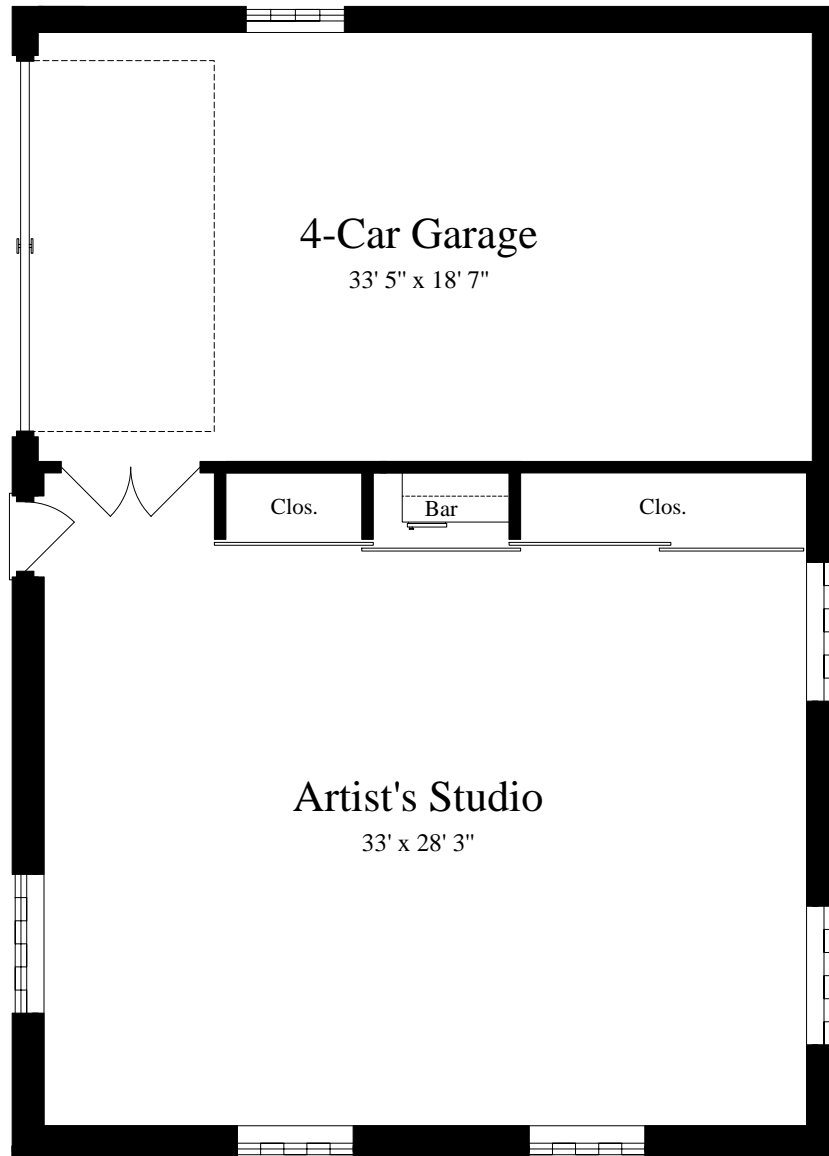 4-Car Garage
33' 5" x 18' 7"
Clos.
Bar
Clos.
Artist's Studio
33' x 28' 3"